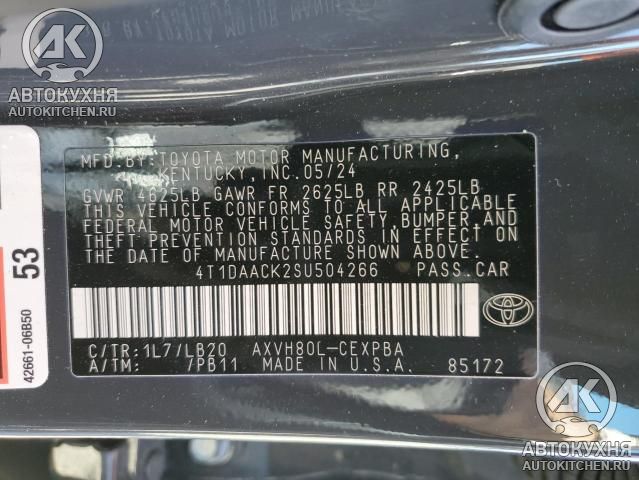 AK
АВТОКУХНЯ
AUTOKITCHEN.RU
MFD. BY:TOYOTA MOTOR MANUFACTURING,
KENTUCKY, INC. 05/24
GVWR 4625LB GAWR FR 2625LB RR 2425LB
THIS VEHICLE CONFORMS TO ALL APPLICABLE
FEDERAL MOTOR VEHICLE SAFETY, BUMPER, AND
THEFT PREVENTION STANDARDS IN EFFECT ON
THE DATE OF MANUFACTURE SHOWN ABOVE.
4T1DAACK2SU504266 PASS. CAR
C/TR: 1L7/LB20 AXVH80L-CEXPBA
A/TM: /PB11 MADE IN U.S.A. 85172
53
42661-06B50
AK
АВТОКУХНЯ
AUTOKITCHEN.RU